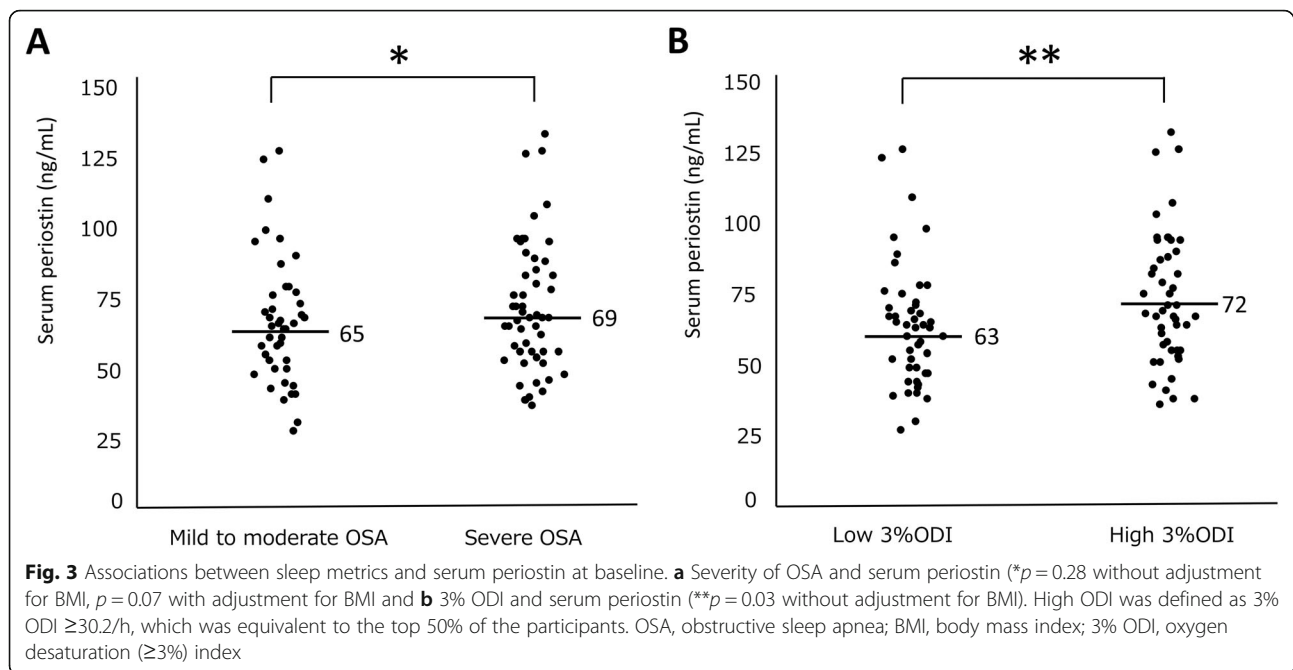 A
*
Serum periostin (ng/mL)
150
125
100
75
50
25
0
65
69
Mild to moderate OSA
Severe OSA
B
**
Serum periostin (ng/mL)
150
125
100
75
50
25
0
63
72
Low 3%ODI
High 3%ODI
Fig. 3 Associations between sleep metrics and serum periostin at baseline. a Severity of OSA and serum periostin (*p = 0.28 without adjustment
for BMI, p = 0.07 with adjustment for BMI and b 3% ODI and serum periostin (**p = 0.03 without adjustment for BMI). High ODI was defined as 3%
ODI ≥30.2/h, which was equivalent to the top 50% of the participants. OSA, obstructive sleep apnea; BMI, body mass index; 3% ODI, oxygen
desaturation (≥3%) index